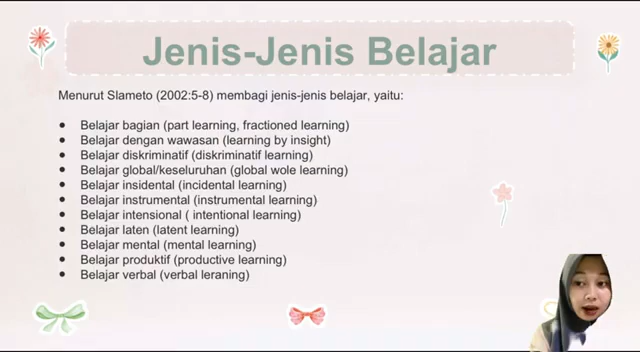 Jenis-Jenis Belajar
Menurut Slameto (2002:5-8) membagi jenis-jenis belajar, yaitu:
● Belajar bagian (part learning, fractioned learning)
● Belajar dengan wawasan (learning by insight)
● Belajar diskriminatif (diskriminatif learning)
● Belajar global/keseluruhan (global wole learning)
● Belajar insidental (incidental learning)
● Belajar instrumental (instrumental learning)
● Belajar intensional ( intentional learning)
● Belajar laten (latent learning)
● Belajar mental (mental learning)
● Belajar produktif (productive learning)
● Belajar verbal (verbal leraning)